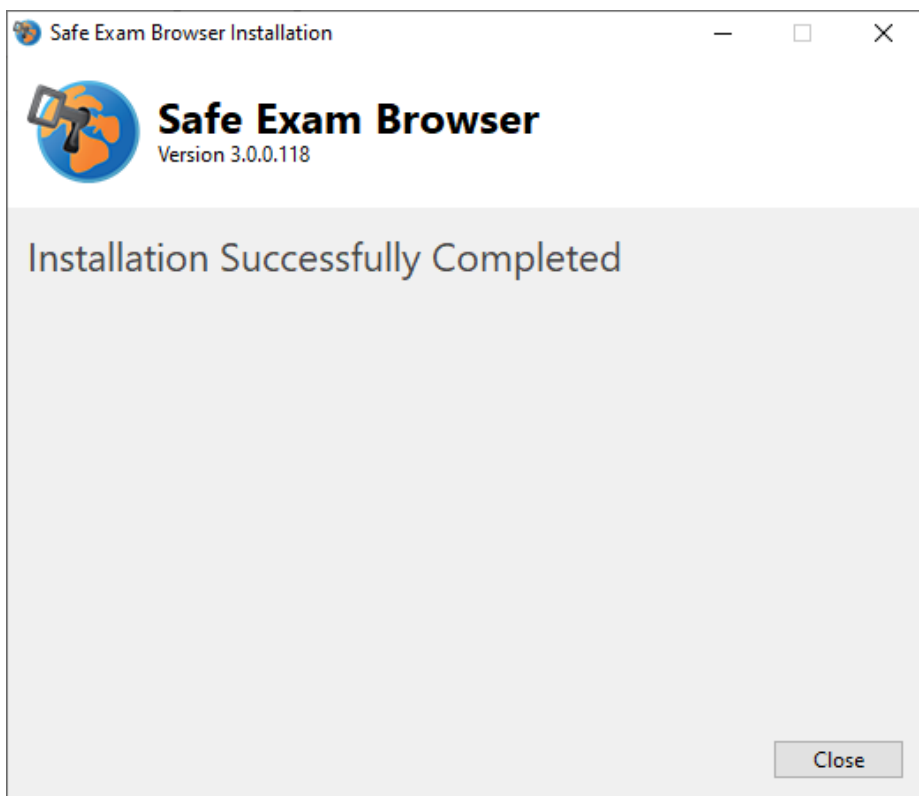 Safe Exam Browser Installation
Safe Exam Browser
Version 3.0.0.118
Installation Successfully Completed
Close